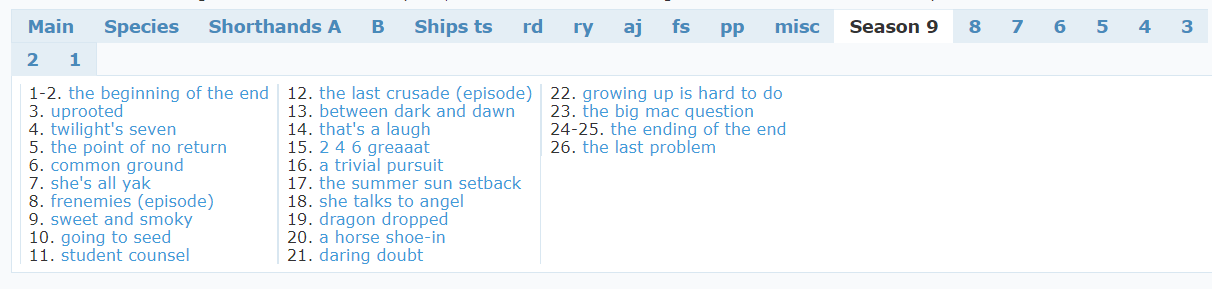 Main Species Shorthands A B Ships ts rd ry aj fs pp misc Season 9 8 7 6 5 4 3
2 1
1-2. the beginning of the end
3. uprooted
4. twilight's seven
5. the point of no return
6. common ground
7. she's all yak
8. frenemies (episode)
9. sweet and smoky
10. going to seed
11. student counsel
12. the last crusade (episode)
13. between dark and dawn
14. that's a laugh
15. 2 4 6 greaaat
16. a trivial pursuit
17. the summer sun setback
18. she talks to angel
19. dragon dropped
20. a horse shoe-in
21. daring doubt
22. growing up is hard to do
23. the big mac question
24-25. the ending of the end
26. the last problem